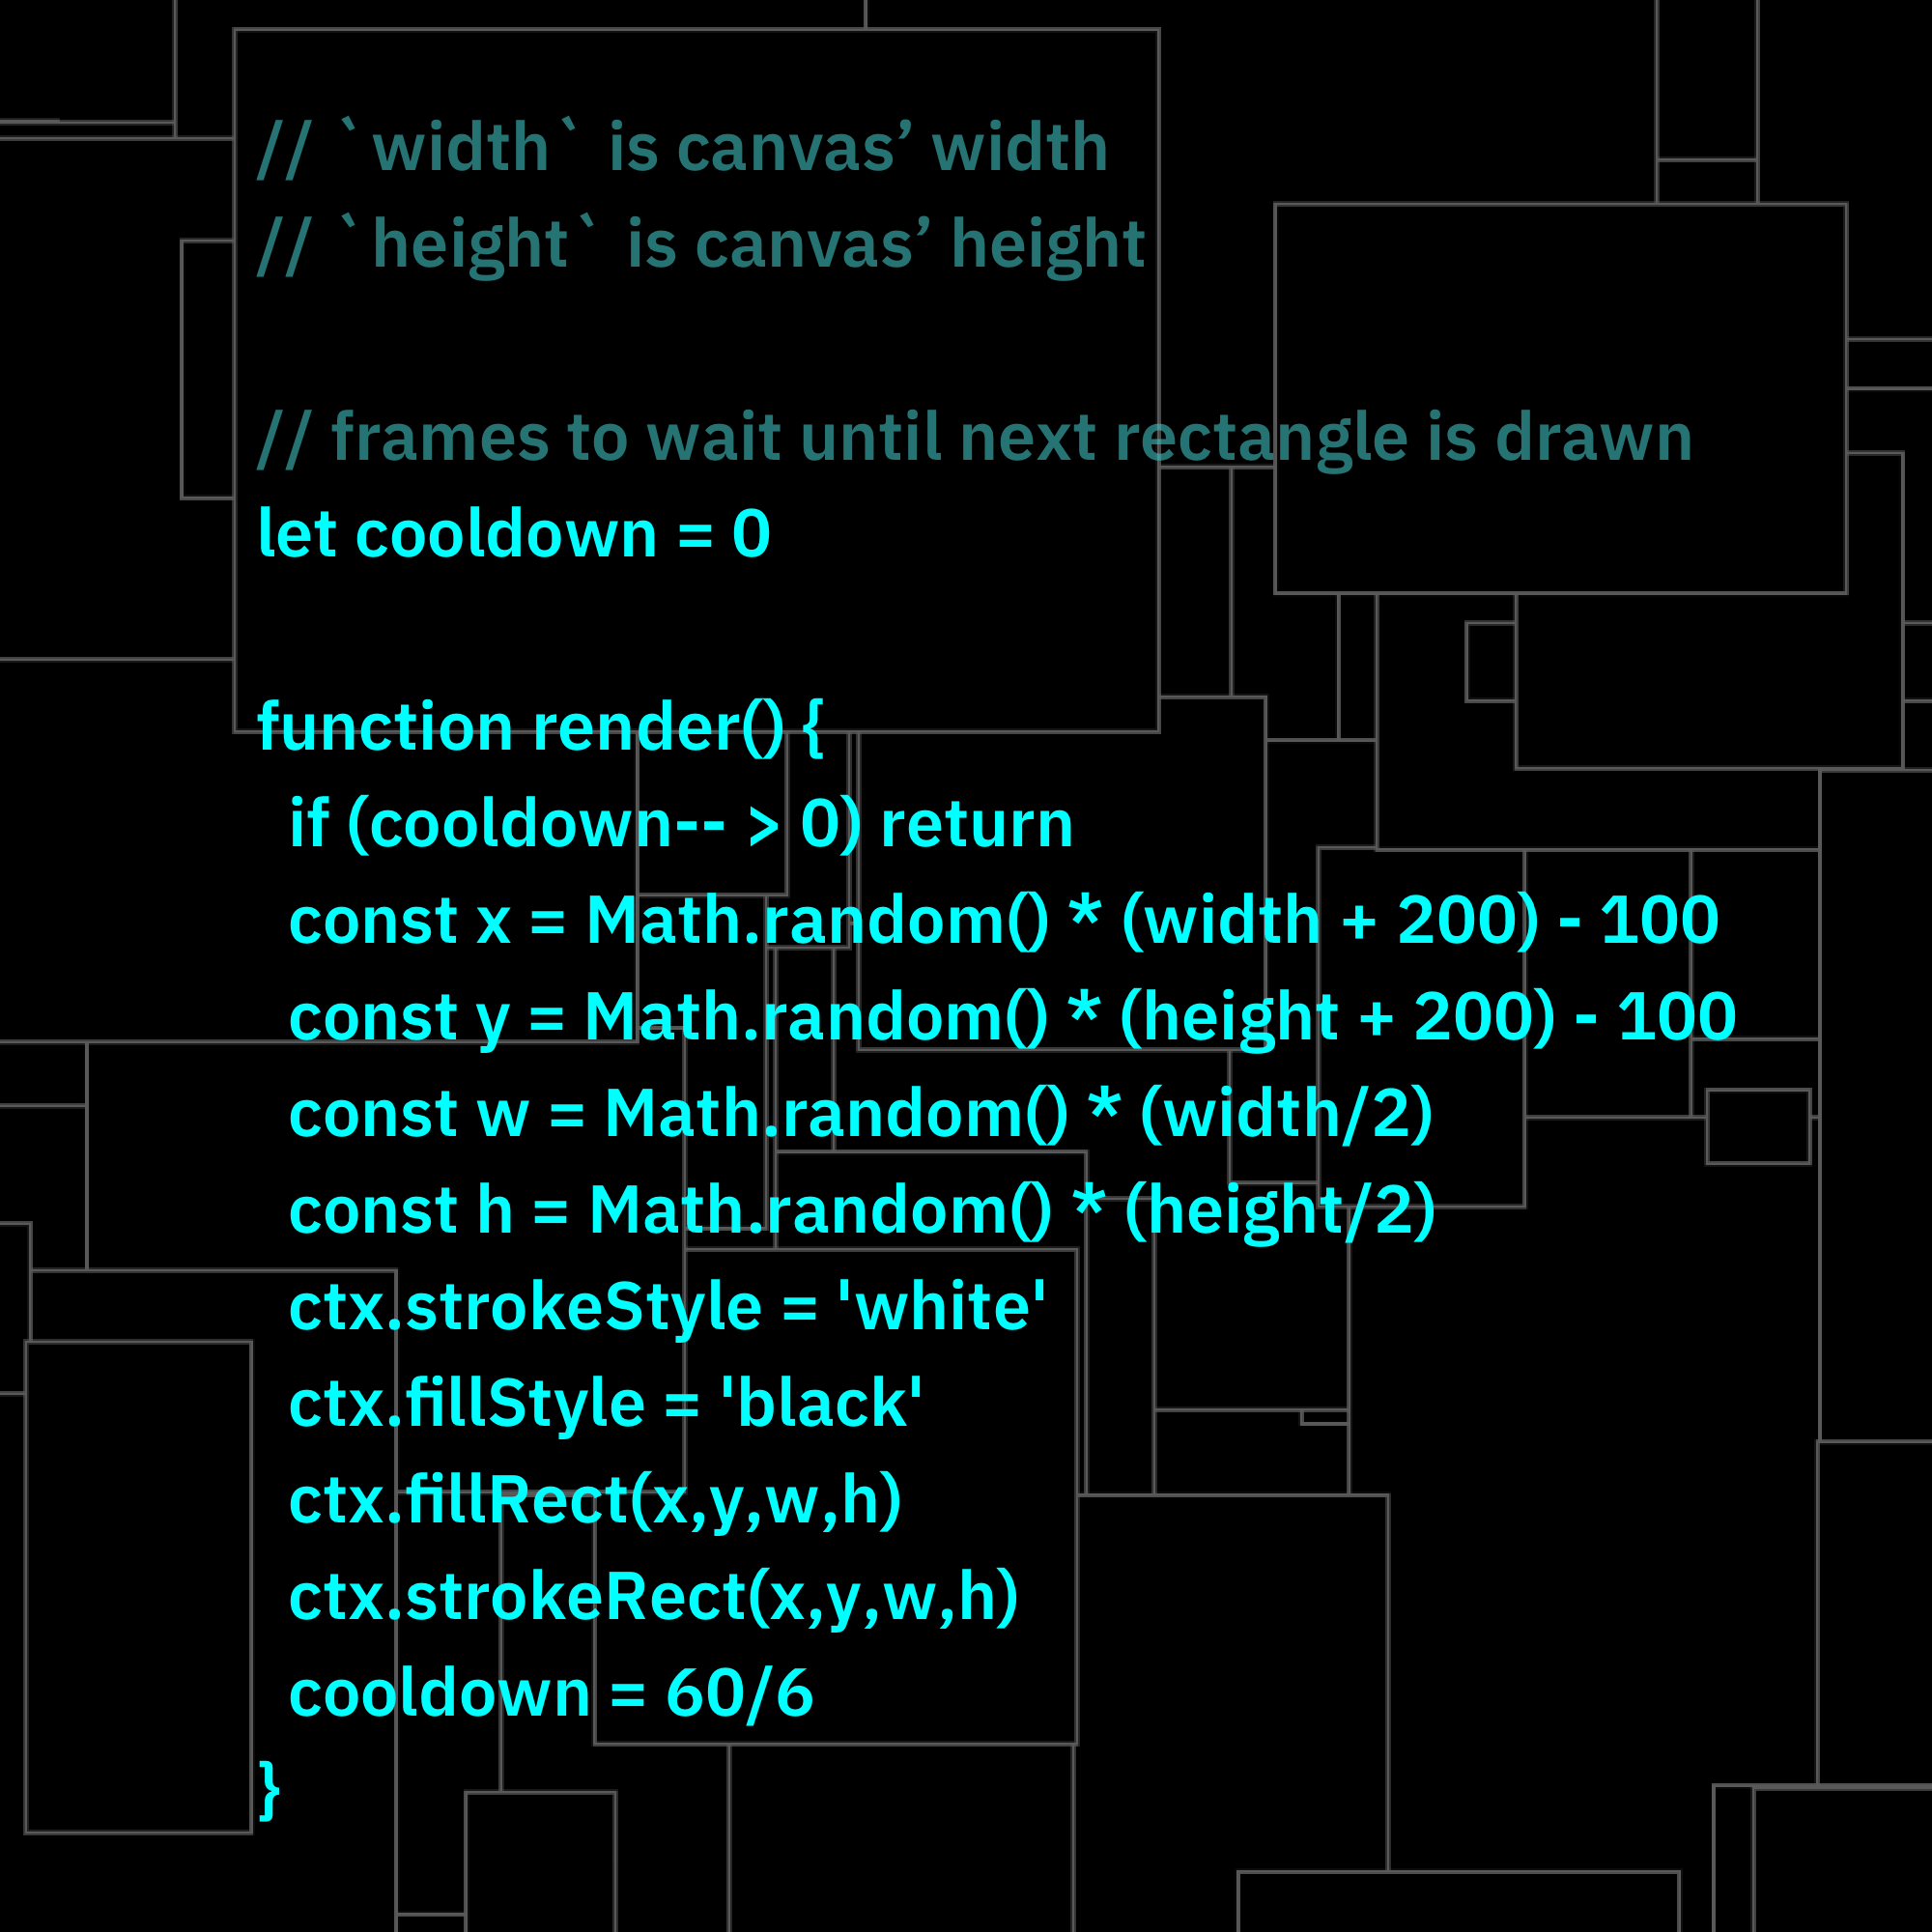 // `width` is canvas’ width
// `height` is canvas’ height
// frames to wait until next rectangle is drawn
let cooldown = 0
function render() {
if (cooldown-- > 0) return
const x = Math.random() * (width + 200) - 100
const y = Math.random() * (height + 200) - 100
const w = Math.random() * (width/2)
const h = Math.random() * (height/2)
ctx.strokeStyle = 'white'
ctx.fillStyle = 'black'
ctx.fillRect(x,y,w,h)
ctx.strokeRect(x,y,w,h)
cooldown = 60/6
}